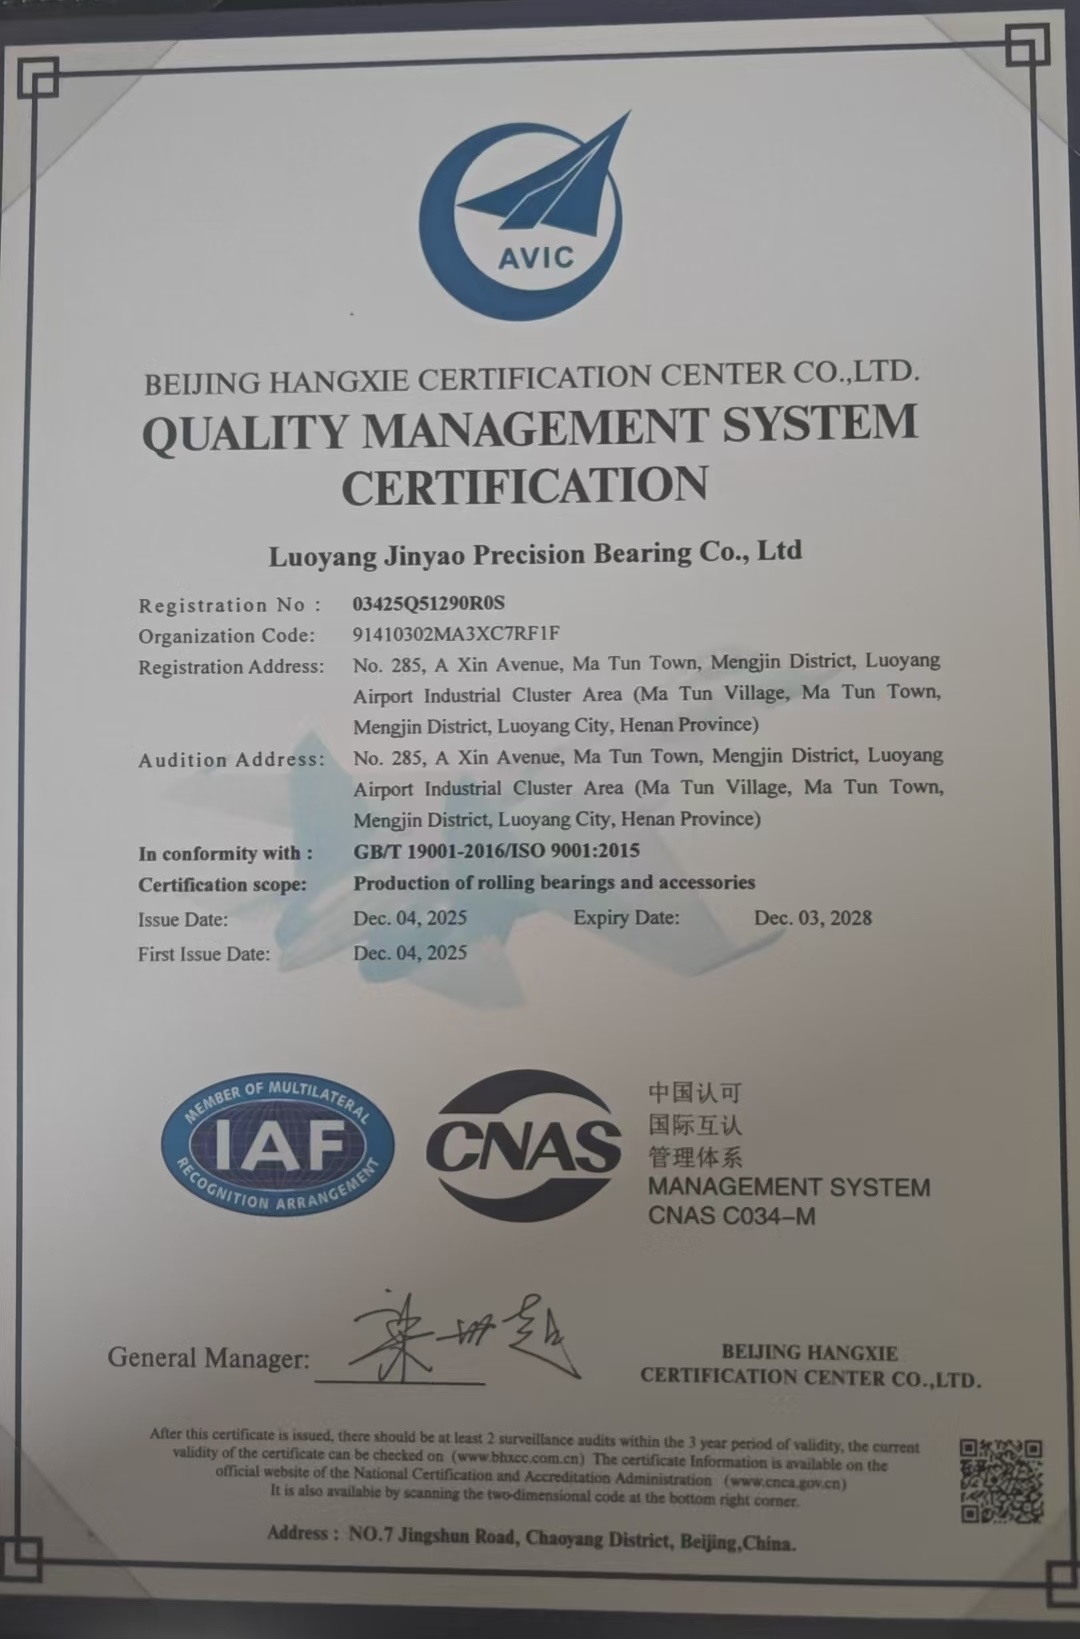 AVIC
BEIJING HANGXIE CERTIFICATION CENTER CO.,LTD.
QUALITY MANAGEMENT SYSTEM
CERTIFICATION
Luoyang Jinyao Precision Bearing Co., Ltd
Registration No : 03425Q51290R0S
Organization Code: 91410302MA3XC7RF1F
Registration Address: No. 285, A Xin Avenue, Ma Tun Town, Mengjin District, Luoyang
Airport Industrial Cluster Area (Ma Tun Village, Ma Tun Town,
Mengjin District, Luoyang City, Henan Province)
Audition Address: No. 285, A Xin Avenue, Ma Tun Town, Mengjin District, Luoyang
Airport Industrial Cluster Area (Ma Tun Village, Ma Tun Town,
Mengjin District, Luoyang City, Henan Province)
In conformity with : GB/T 19001-2016/ISO 9001:2015
Certification scope: Production of rolling bearings and accessories
Issue Date: Dec. 04, 2025 Expiry Date: Dec. 03, 2028
First Issue Date: Dec. 04, 2025
MEMBER OF MULTILATERAL
IAF
RECOGNITION ARRANGEMENT
CNAS
中国认可
国际互认
管理体系
MANAGEMENT SYSTEM
CNAS C034-M
General Manager:
BEIJING HANGXIE
CERTIFICATION CENTER CO.,LTD.
After this certificate is issued, there should be at least 2 surveillance audits within the 3 year period of validity, the current
validity of the certificate can be checked on (www.bhxcc.com.cn) The certificate Information is available on the
official website of the National Certification and Accreditation Administration (www.cnca.gov.cn)
It is also available by scanning the two-dimensional code at the bottom right corner.
Address : NO.7 Jingshun Road, Chaoyang District, Beijing,China.